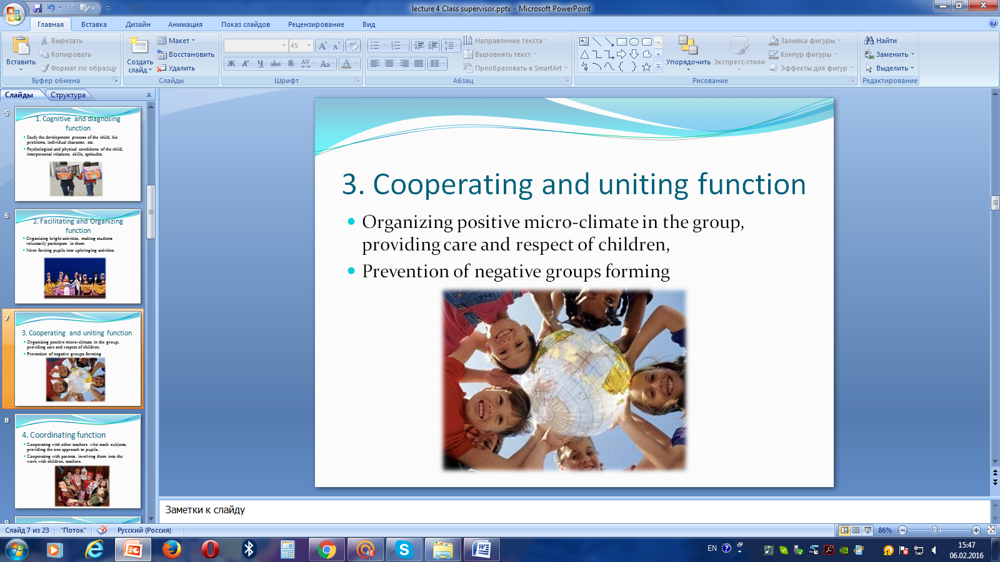 lecture 4 Class supervisor.pptx - Microsoft PowerPoint
Главная Вставка Дизайн Анимация Показ слайдов Рецензирование Вид
Вставить
Вырезать
Копировать
Формат по образцу
Буфер обмена
Создать слайд
Макет
Восстановить
Удалить
Слайды
45
Ж К Ч abc S AV Aa A
Шрифт
Направление текста
Выровнять текст
Преобразовать в SmartArt
Абзац
Упорядочить
Экспресс-стили
Заливка фигуры
Контур фигуры
Эффекты для фигур
Рисование
Найти
Заменить
Выделить
Редактирование
Слайды Структура
5
1. Cognitive and diagnosing
function
Study the development process of the child, his
problems, individual character, etc.
Psychological and physical conditions of the child,
interpersonal relations, skills, aptitudes.
6
2. Facilitating and Organizing
function
Organizing bright activities, making students
voluntarily participate in them
Never forcing pupils into upbringing activities.
7
3. Cooperating and uniting function
Organizing positive micro-climate in the group,
providing care and respect of children,
Prevention of negative groups forming
8
4. Coordinating function
Cooperating with other teachers who teach subjects,
providing the one approach to pupils,
Cooperating with parents, involving them into the
work with children, teachers.
9
3. Cooperating and uniting function
Organizing positive micro-climate in the group,
providing care and respect of children,
Prevention of negative groups forming
Заметки к слайду
Слайд 7 из 23 "Поток" Русский (Россия) 86%
EN 15:47
06.02.2016